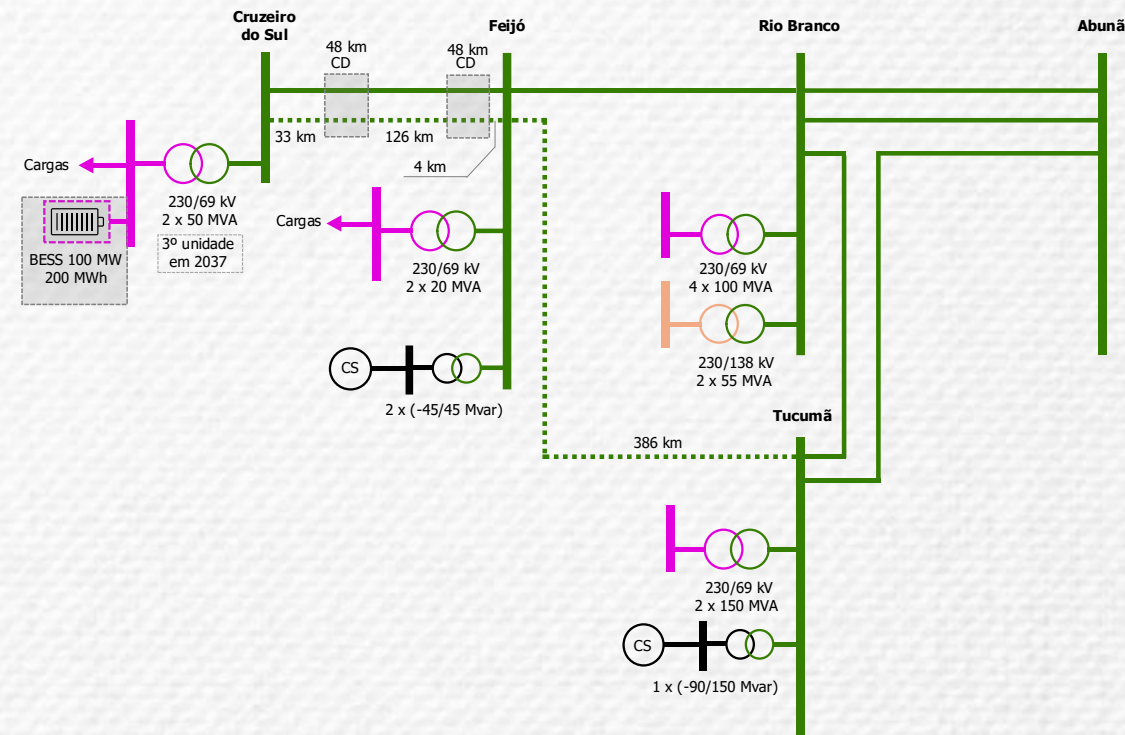 Cruzeiro
do Sul
Feijó
Rio Branco
Abunã
48 km
CD
48 km
CD
33 km
126 km
4 km
Cargas
230/69 kV
2 x 50 MVA
3º unidade
em 2037
BESS 100 MW
200 MWh
Cargas
230/69 kV
2 x 20 MVA
230/69 kV
4 x 100 MVA
230/138 kV
2 x 55 MVA
CS
2 x (-45/45 Mvar)
Tucumã
386 km
230/69 kV
2 x 150 MVA
CS
1 x (-90/150 Mvar)